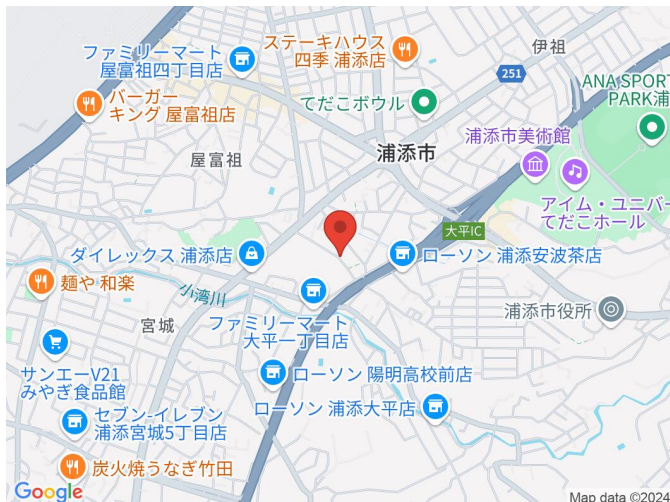 ファミリーマート
屋富祖四丁目店
ステーキハウス
四季 浦添店
伊祖
251
ANA SPOR
PARK浦
バーガー
キング 屋富祖店
てだこボウル
浦添市美術館
浦添市
屋富祖
アイム・ユニバー
てだこホール
大平IC
ダイレックス 浦添店
ローソン 浦添安波茶店
麺や 和楽
小湾川
ファミリーマート
大平一丁目店
浦添市役所
宮城
サンエーV21
みやぎ食品館
ローソン 陽明高校前店
ローソン 浦添大平店
セブン-イレブン
浦添宮城5丁目店
炭火焼うなぎ竹田
Google
Map data ©2024